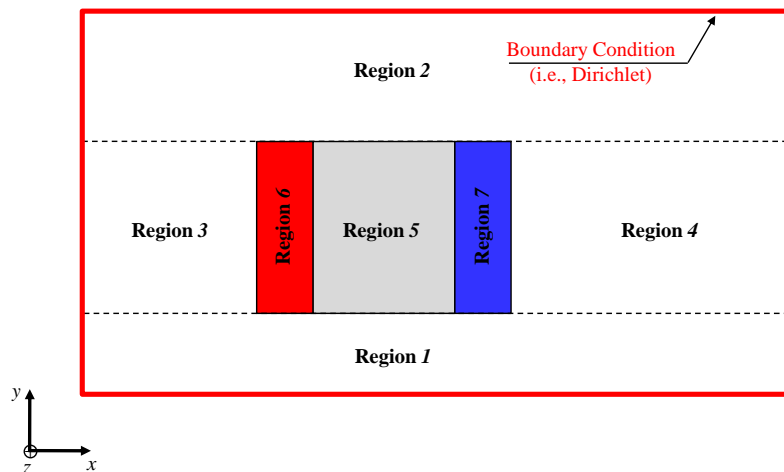 Boundary Condition
(i.e., Dirichlet)
Region 2
Region 3
Region 6
Region 5
Region 7
Region 4
Region 1
y
x
z